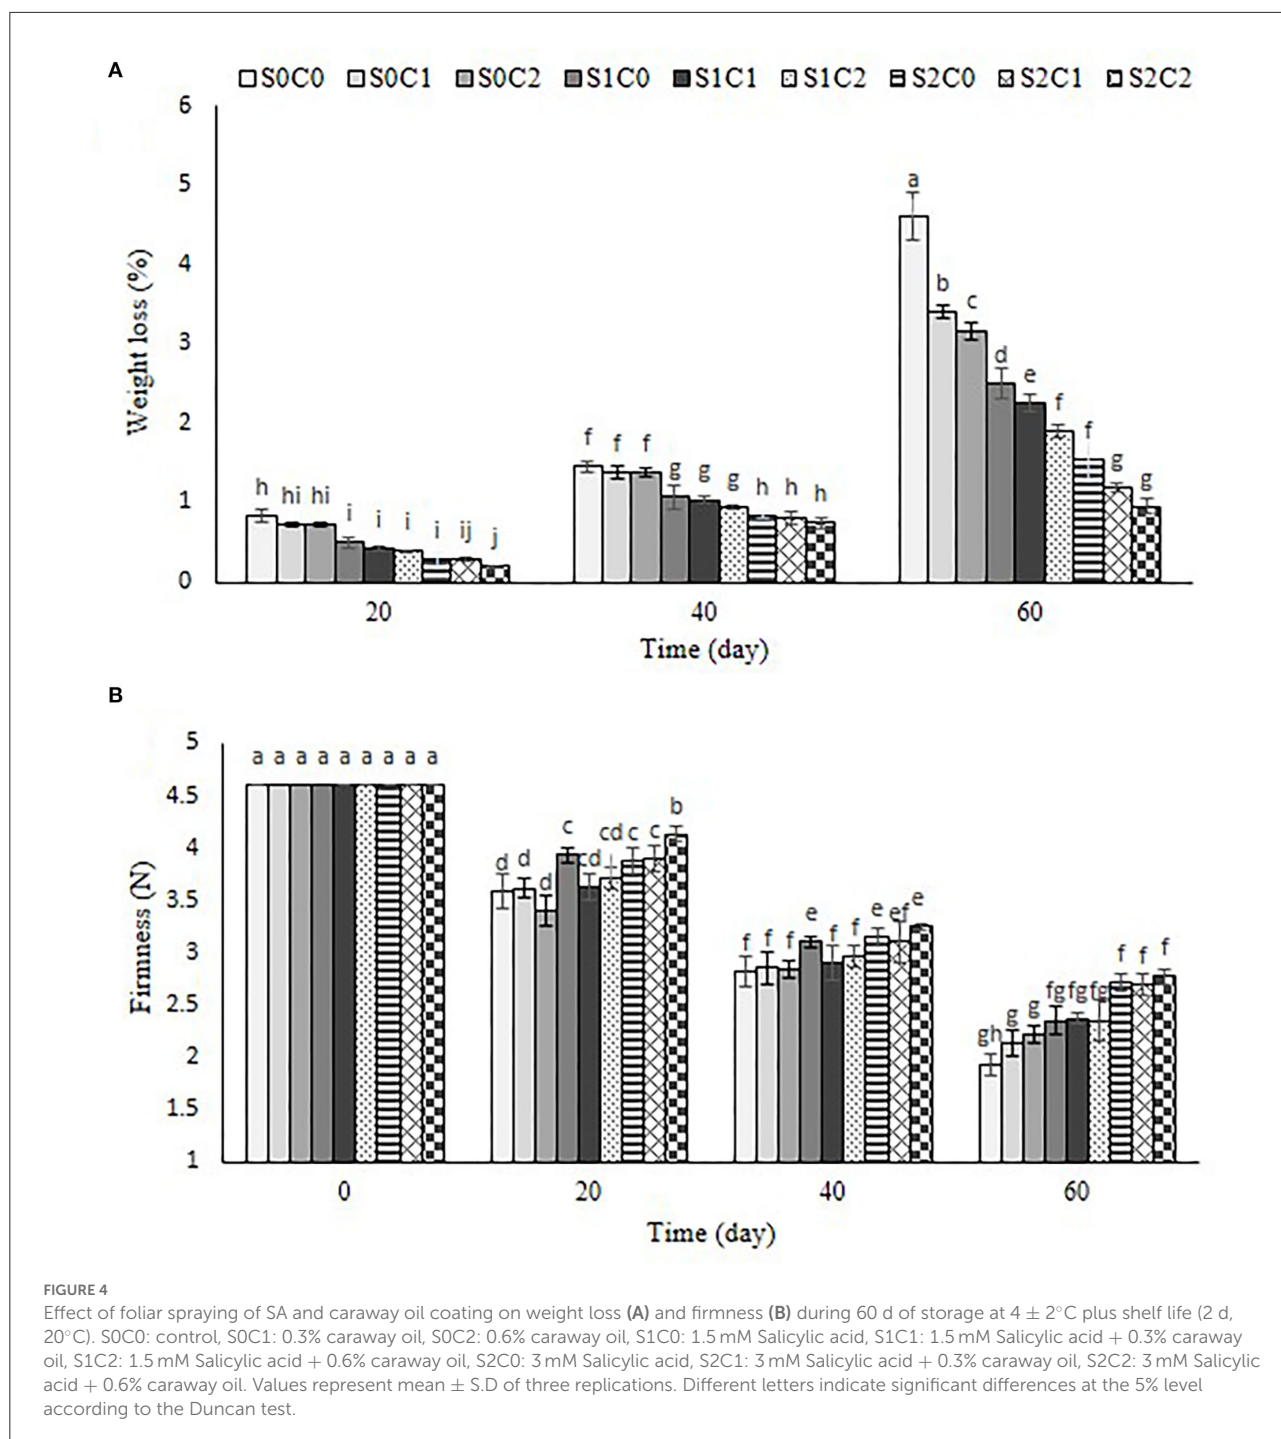 A
S0C0 S0C1 S0C2 S1C0 S1C1 S1C2 S2C0 S2C1 S2C2
6
5
4
3
2
1
0
Weight loss (%)
h hi hi i i i i ij j
f f f g g g h h h
a b c d e f f g g
20 40 60
Time (day)
B
5
4.5
4
3.5
3
2.5
2
1.5
1
Firmness (N)
a a a a a a a a a
d d d c cd cd c c b
f f f e f f e ef e
gh g g fg fg fg f f f
0 20 40 60
Time (day)
FIGURE 4
Effect of foliar spraying of SA and caraway oil coating on weight loss (A) and firmness (B) during 60 d of storage at 4 ± 2°C plus shelf life (2 d,
20°C). S0C0: control, S0C1: 0.3% caraway oil, S0C2: 0.6% caraway oil, S1C0: 1.5 mM Salicylic acid, S1C1: 1.5 mM Salicylic acid + 0.3% caraway
oil, S1C2: 1.5 mM Salicylic acid + 0.6% caraway oil, S2C0: 3 mM Salicylic acid, S2C1: 3 mM Salicylic acid + 0.3% caraway oil, S2C2: 3 mM Salicylic
acid + 0.6% caraway oil. Values represent mean ± S.D of three replications. Different letters indicate significant differences at the 5% level
according to the Duncan test.